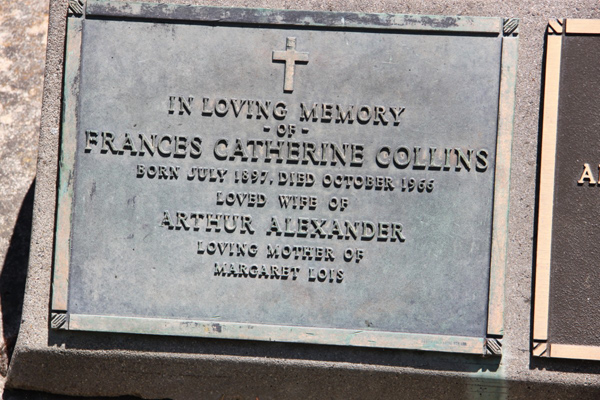 IN LOVING MEMORY
- OF -
FRANCES CATHERINE COLLINS
BORN JULY 1897, DIED OCTOBER 1966
LOVED WIFE OF
ARTHUR ALEXANDER
LOVING MOTHER OF
MARGARET LOIS